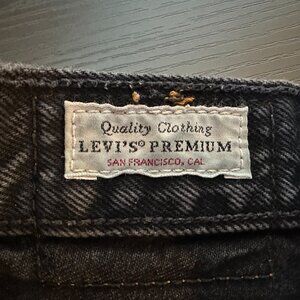 Quality Clothing
LEVI'S® PREMIUM
SAN FRANCISCO, CAL